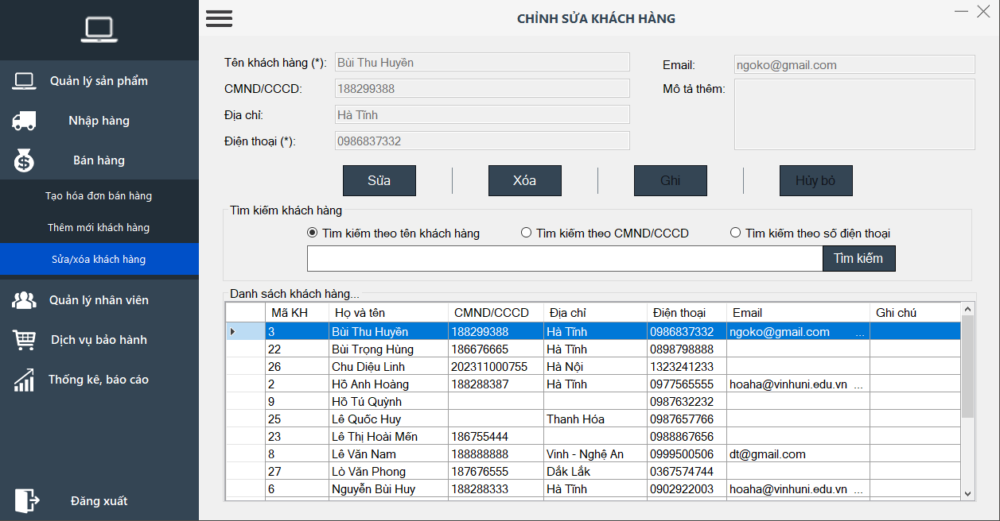 CHỈNH SỬA KHÁCH HÀNG
Quản lý sản phẩm
Nhập hàng
Bán hàng
Tạo hóa đơn bán hàng
Thêm mới khách hàng
Sửa/xóa khách hàng
Quản lý nhân viên
Dịch vụ bảo hành
Thống kê, báo cáo
Đăng xuất
Tên khách hàng (*): Bùi Thu Huyền
CMND/CCCD: 188299388
Địa chỉ: Hà Tĩnh
Điện thoại (*): 0986837332
Email: ngoko@gmail.com
Mô tả thêm:
Sửa Xóa Ghi Hủy bỏ
Tìm kiếm khách hàng
Tìm kiếm theo tên khách hàng Tìm kiếm theo CMND/CCCD Tìm kiếm theo số điện thoại
Tìm kiếm
Danh sách khách hàng...
Mã KH Họ và tên CMND/CCCD Địa chỉ Điện thoại Email Ghi chú
3 Bùi Thu Huyền 188299388 Hà Tĩnh 0986837332 ngoko@gmail.com ...
22 Bùi Trọng Hùng 186676665 Hà Tĩnh 0898798888
26 Chu Diệu Linh 202311000755 Hà Nội 1323241233
2 Hồ Anh Hoàng 188288387 Hà Tĩnh 0977565555 hoaha@vinhuni.edu.vn ...
9 Hồ Tú Quỳnh 0987632232
25 Lê Quốc Huy Thanh Hóa 0987657766
23 Lê Thị Hoài Mến 186755444 0988867656
8 Lê Văn Nam 188888888 Vinh - Nghệ An 0999500506 dt@gmail.com
27 Lò Văn Phong 187676555 Dắk Lắk 0367574744
6 Nguyễn Bùi Huy 188288333 Hà Tĩnh 0902922003 hoaha@vinhuni.edu.vn ...